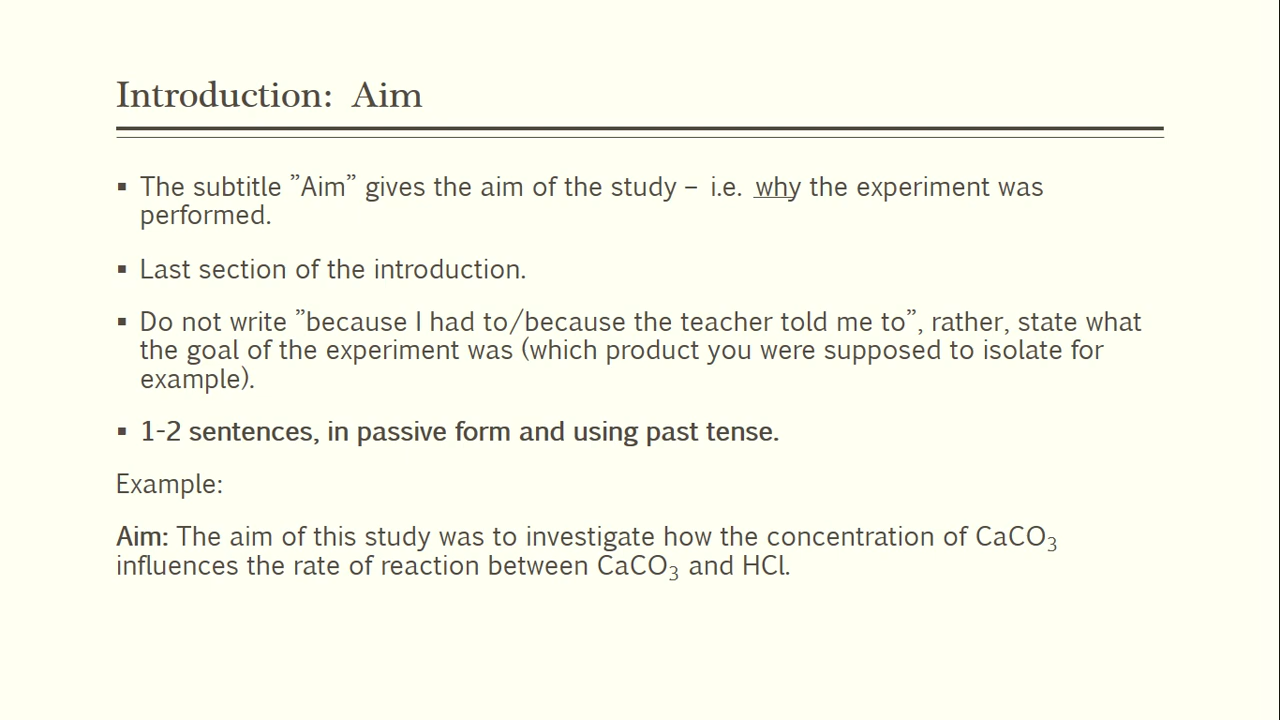 Introduction: Aim
▪ The subtitle ”Aim” gives the aim of the study – i.e. why the experiment was
performed.
▪ Last section of the introduction.
▪ Do not write ”because I had to/because the teacher told me to”, rather, state what
the goal of the experiment was (which product you were supposed to isolate for
example).
▪ 1-2 sentences, in passive form and using past tense.
Example:
Aim: The aim of this study was to investigate how the concentration of CaCO₃
influences the rate of reaction between CaCO₃ and HCl.